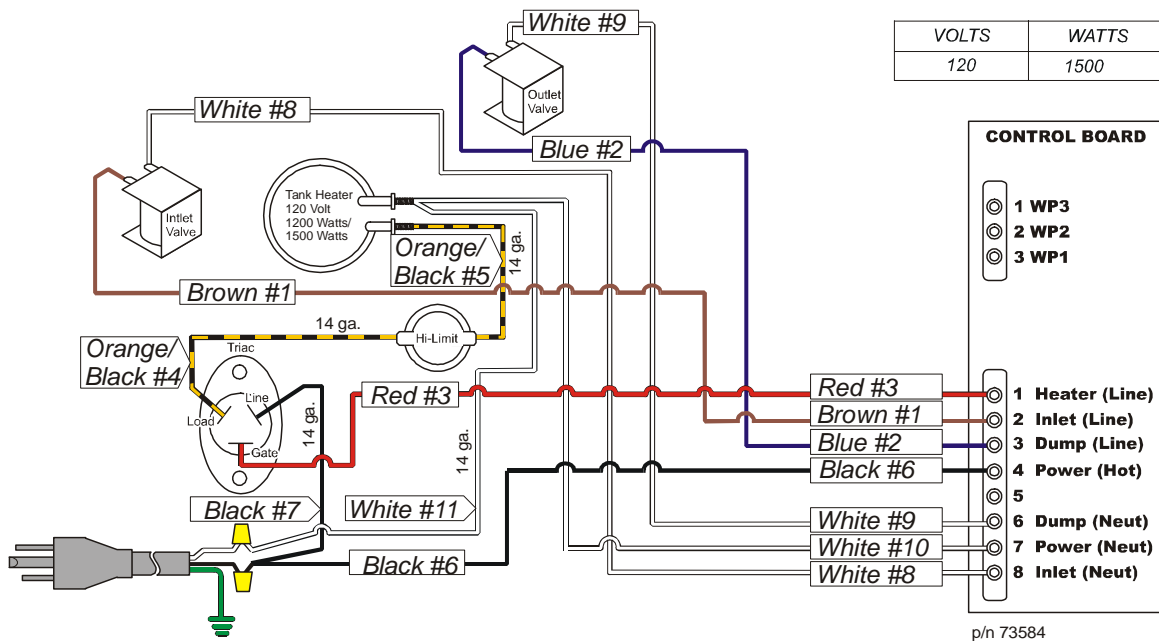 White #9
VOLTS WATTS
120 1500
Outlet
Valve
White #8
Blue #2
CONTROL BOARD
Tank Heater
120 Volt
1200 Watts/
1500 Watts
Intlet
Valve
1 WP3
2 WP2
3 WP1
Orange/
Black #5
14 ga.
Brown #1
14 ga.
Hi-Limit
Orange/
Black #4
Triac
Line
Load
Gate
Red #3
14 ga.
14 ga.
Red #3
1 Heater (Line)
Brown #1
2 Inlet (Line)
Blue #2
3 Dump (Line)
Black #6
4 Power (Hot)
5
Black #7
White #11
White #9
6 Dump (Neut)
White #10
7 Power (Neut)
Black #6
White #8
8 Inlet (Neut)
p/n 73584